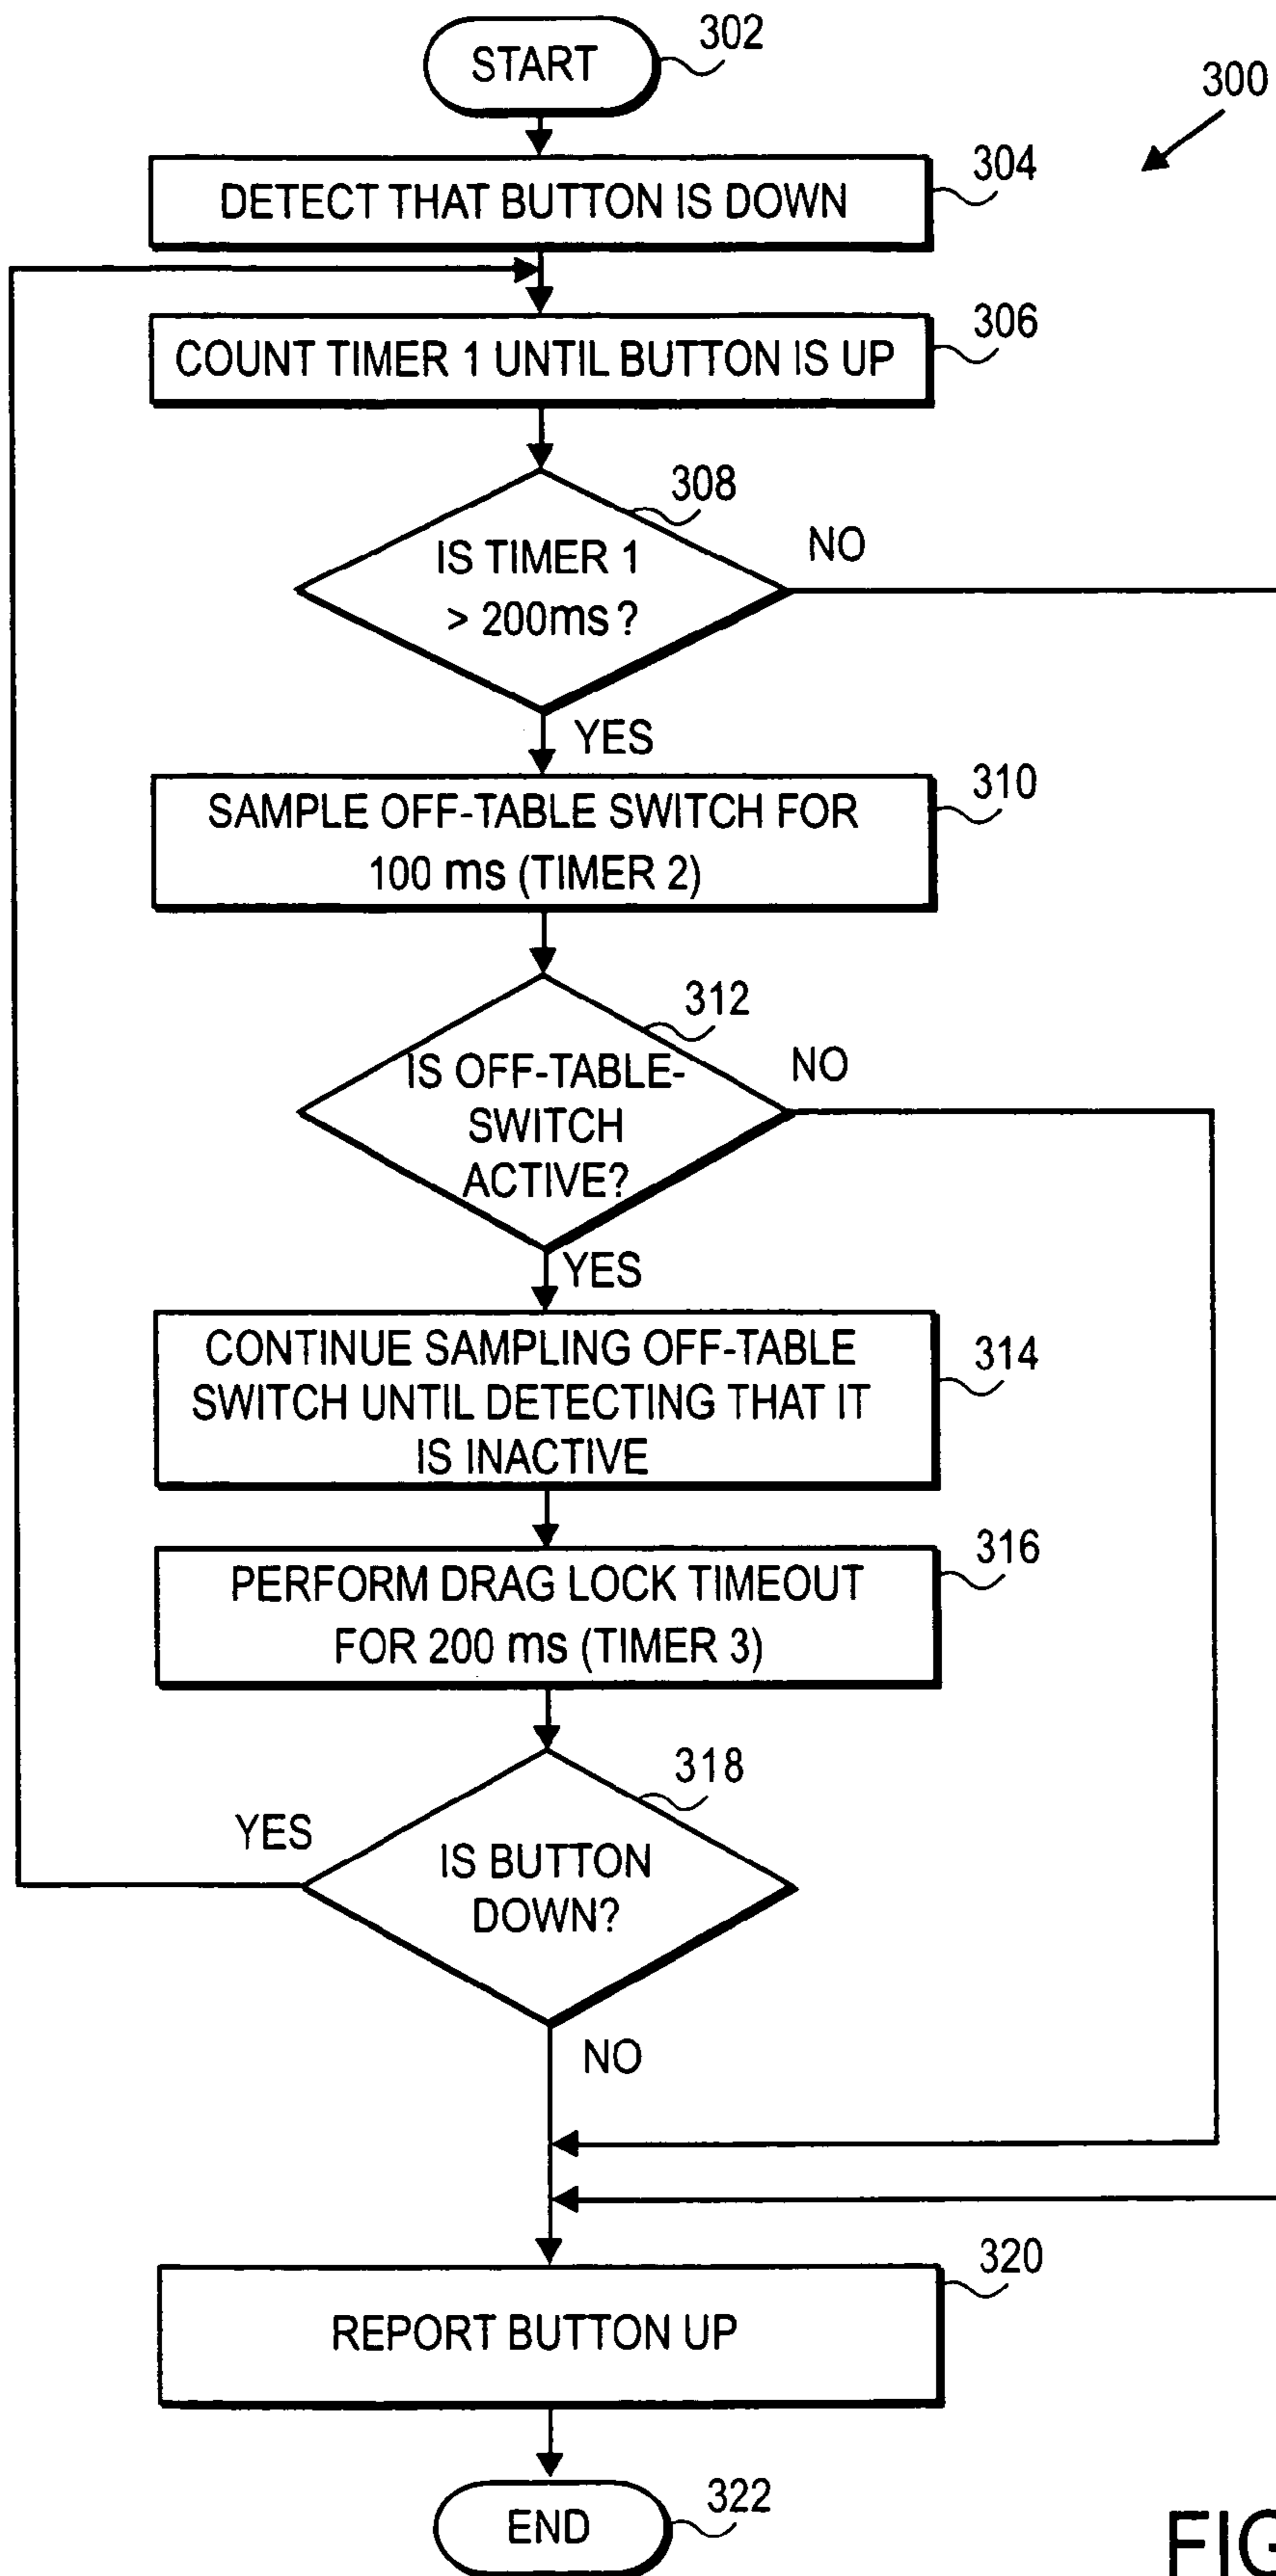 START
302
300
DETECT THAT BUTTON IS DOWN
304
COUNT TIMER 1 UNTIL BUTTON IS UP
306
308
IS TIMER 1
> 200ms?
NO
YES
SAMPLE OFF-TABLE SWITCH FOR
100 ms (TIMER 2)
310
312
IS OFF-TABLE-
SWITCH
ACTIVE?
NO
YES
CONTINUE SAMPLING OFF-TABLE
SWITCH UNTIL DETECTING THAT IT
IS INACTIVE
314
PERFORM DRAG LOCK TIMEOUT
FOR 200 ms (TIMER 3)
316
318
YES
IS BUTTON
DOWN?
NO
320
REPORT BUTTON UP
END
322
FIG